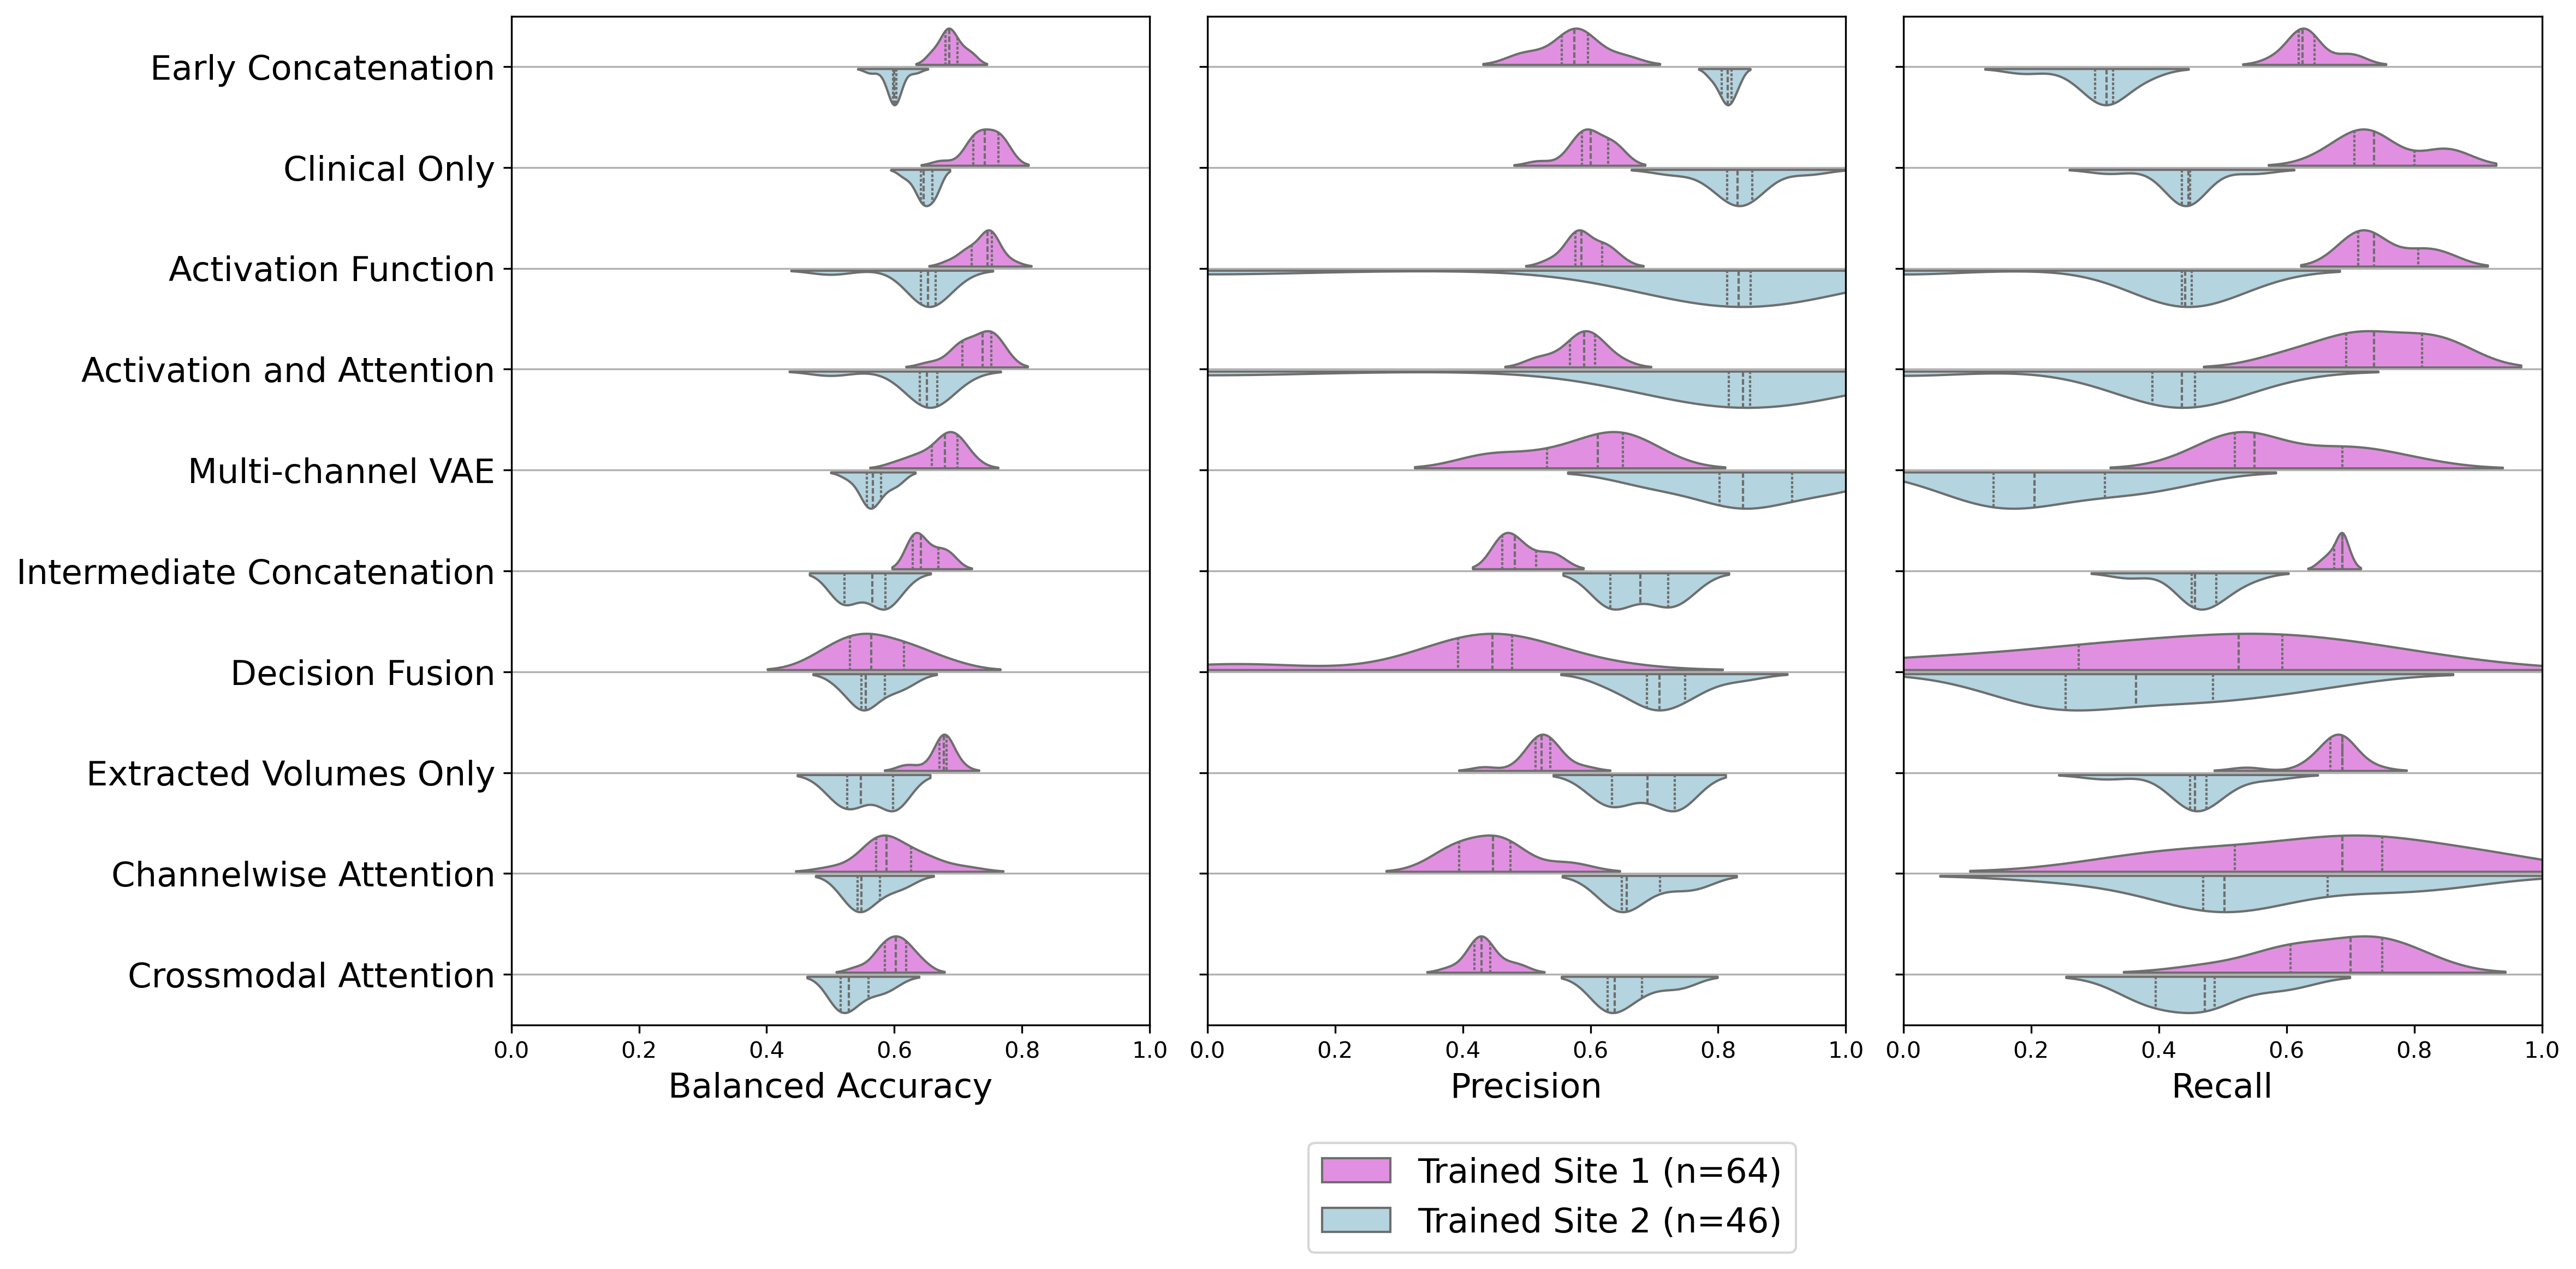 Early Concatenation
Clinical Only
Activation Function
Activation and Attention
Multi-channel VAE
Intermediate Concatenation
Decision Fusion
Extracted Volumes Only
Channelwise Attention
Crossmodal Attention
0.0 0.2 0.4 0.6 0.8 1.0 0.0 0.2 0.4 0.6 0.8 1.0 0.0 0.2 0.4 0.6 0.8 1.0
Balanced Accuracy Precision Recall
Trained Site 1 (n=64)
Trained Site 2 (n=46)